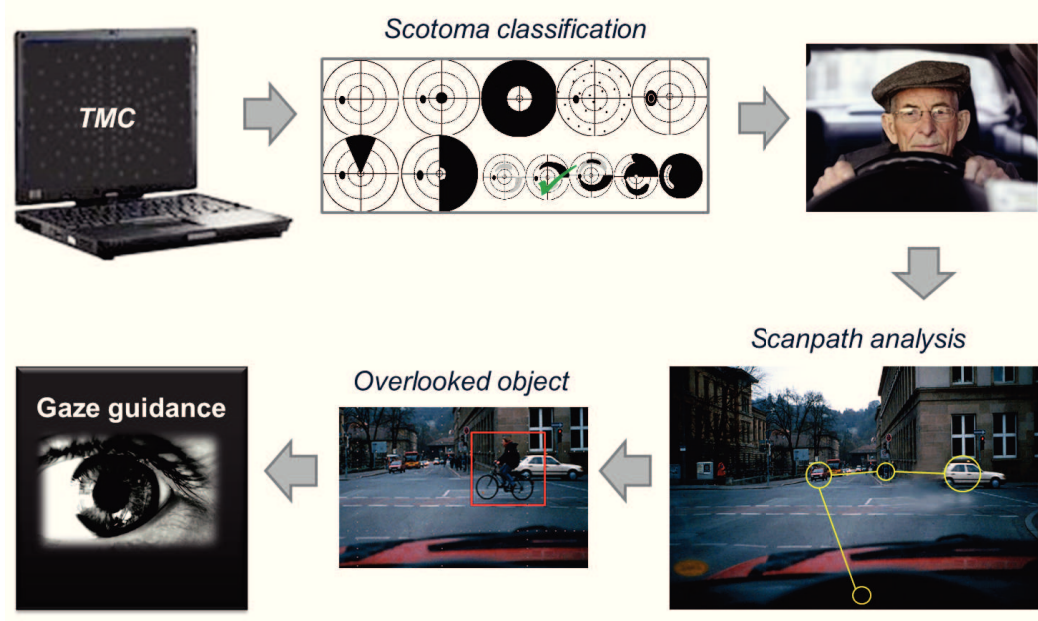 Scotoma classification
TMC
Scanpath analysis
Overlooked object
Gaze guidance